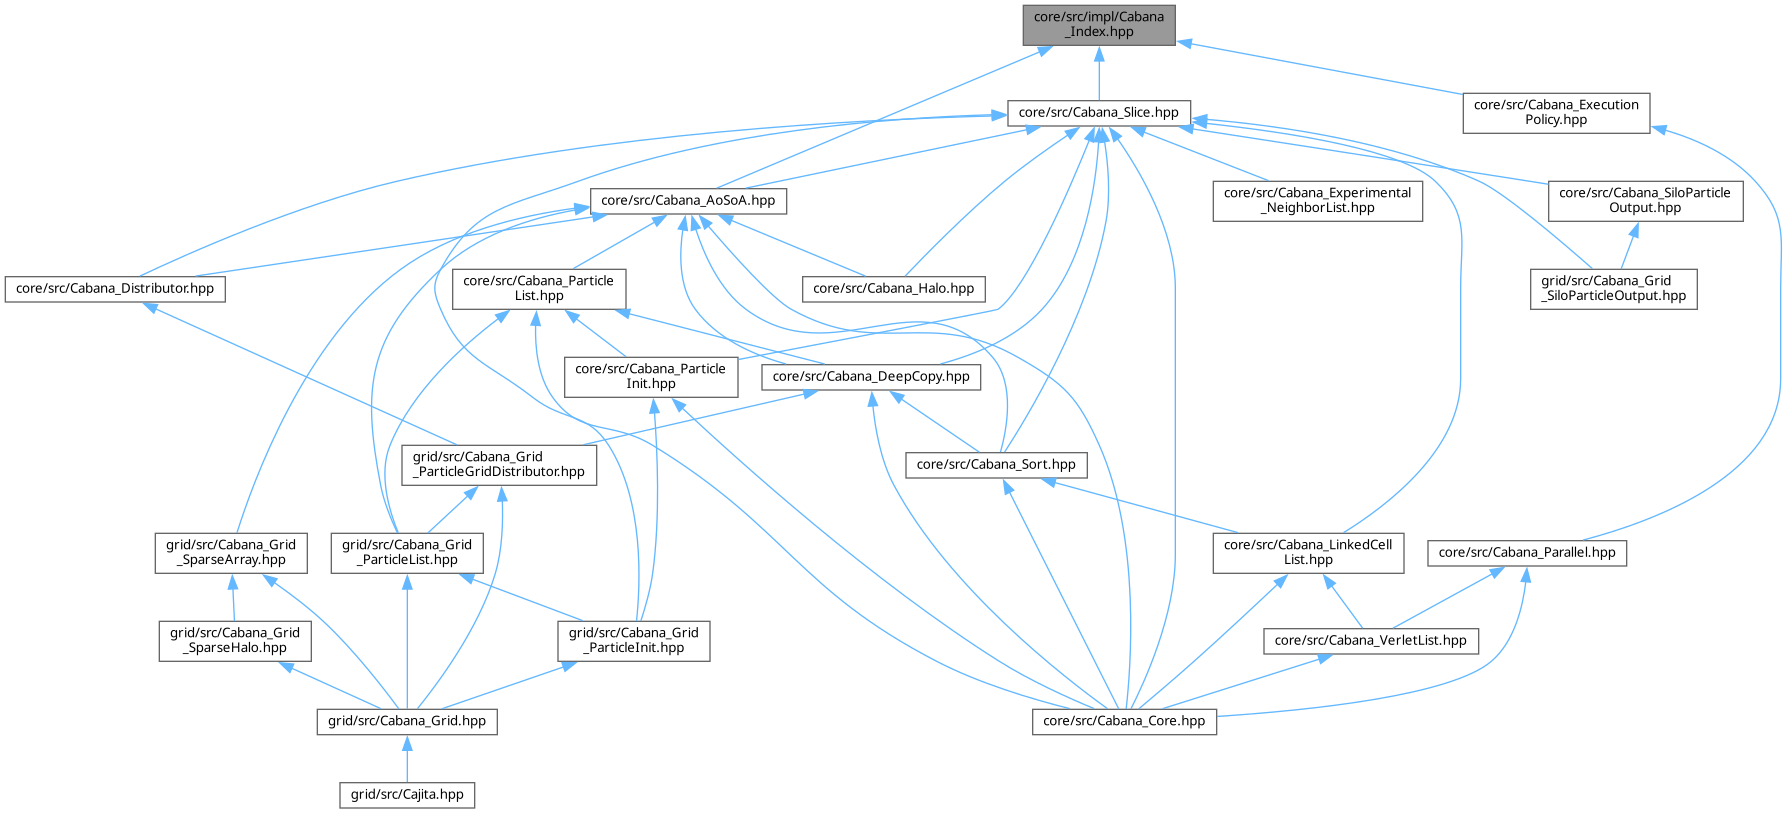 core/src/impl/Cabana
_Index.hpp
core/src/Cabana_Slice.hpp
core/src/Cabana_Execution
Policy.hpp
core/src/Cabana_AoSoA.hpp
core/src/Cabana_Experimental
_NeighborList.hpp
core/src/Cabana_SiloParticle
Output.hpp
core/src/Cabana_Distributor.hpp
core/src/Cabana_Particle
List.hpp
core/src/Cabana_Halo.hpp
grid/src/Cabana_Grid
_SiloParticleOutput.hpp
core/src/Cabana_Particle
Init.hpp
core/src/Cabana_DeepCopy.hpp
grid/src/Cabana_Grid
_ParticleGridDistributor.hpp
core/src/Cabana_Sort.hpp
grid/src/Cabana_Grid
_SparseArray.hpp
grid/src/Cabana_Grid
_ParticleList.hpp
core/src/Cabana_LinkedCell
List.hpp
core/src/Cabana_Parallel.hpp
grid/src/Cabana_Grid
_SparseHalo.hpp
grid/src/Cabana_Grid
_ParticleInit.hpp
core/src/Cabana_VerletList.hpp
grid/src/Cabana_Grid.hpp
core/src/Cabana_Core.hpp
grid/src/Cajita.hpp